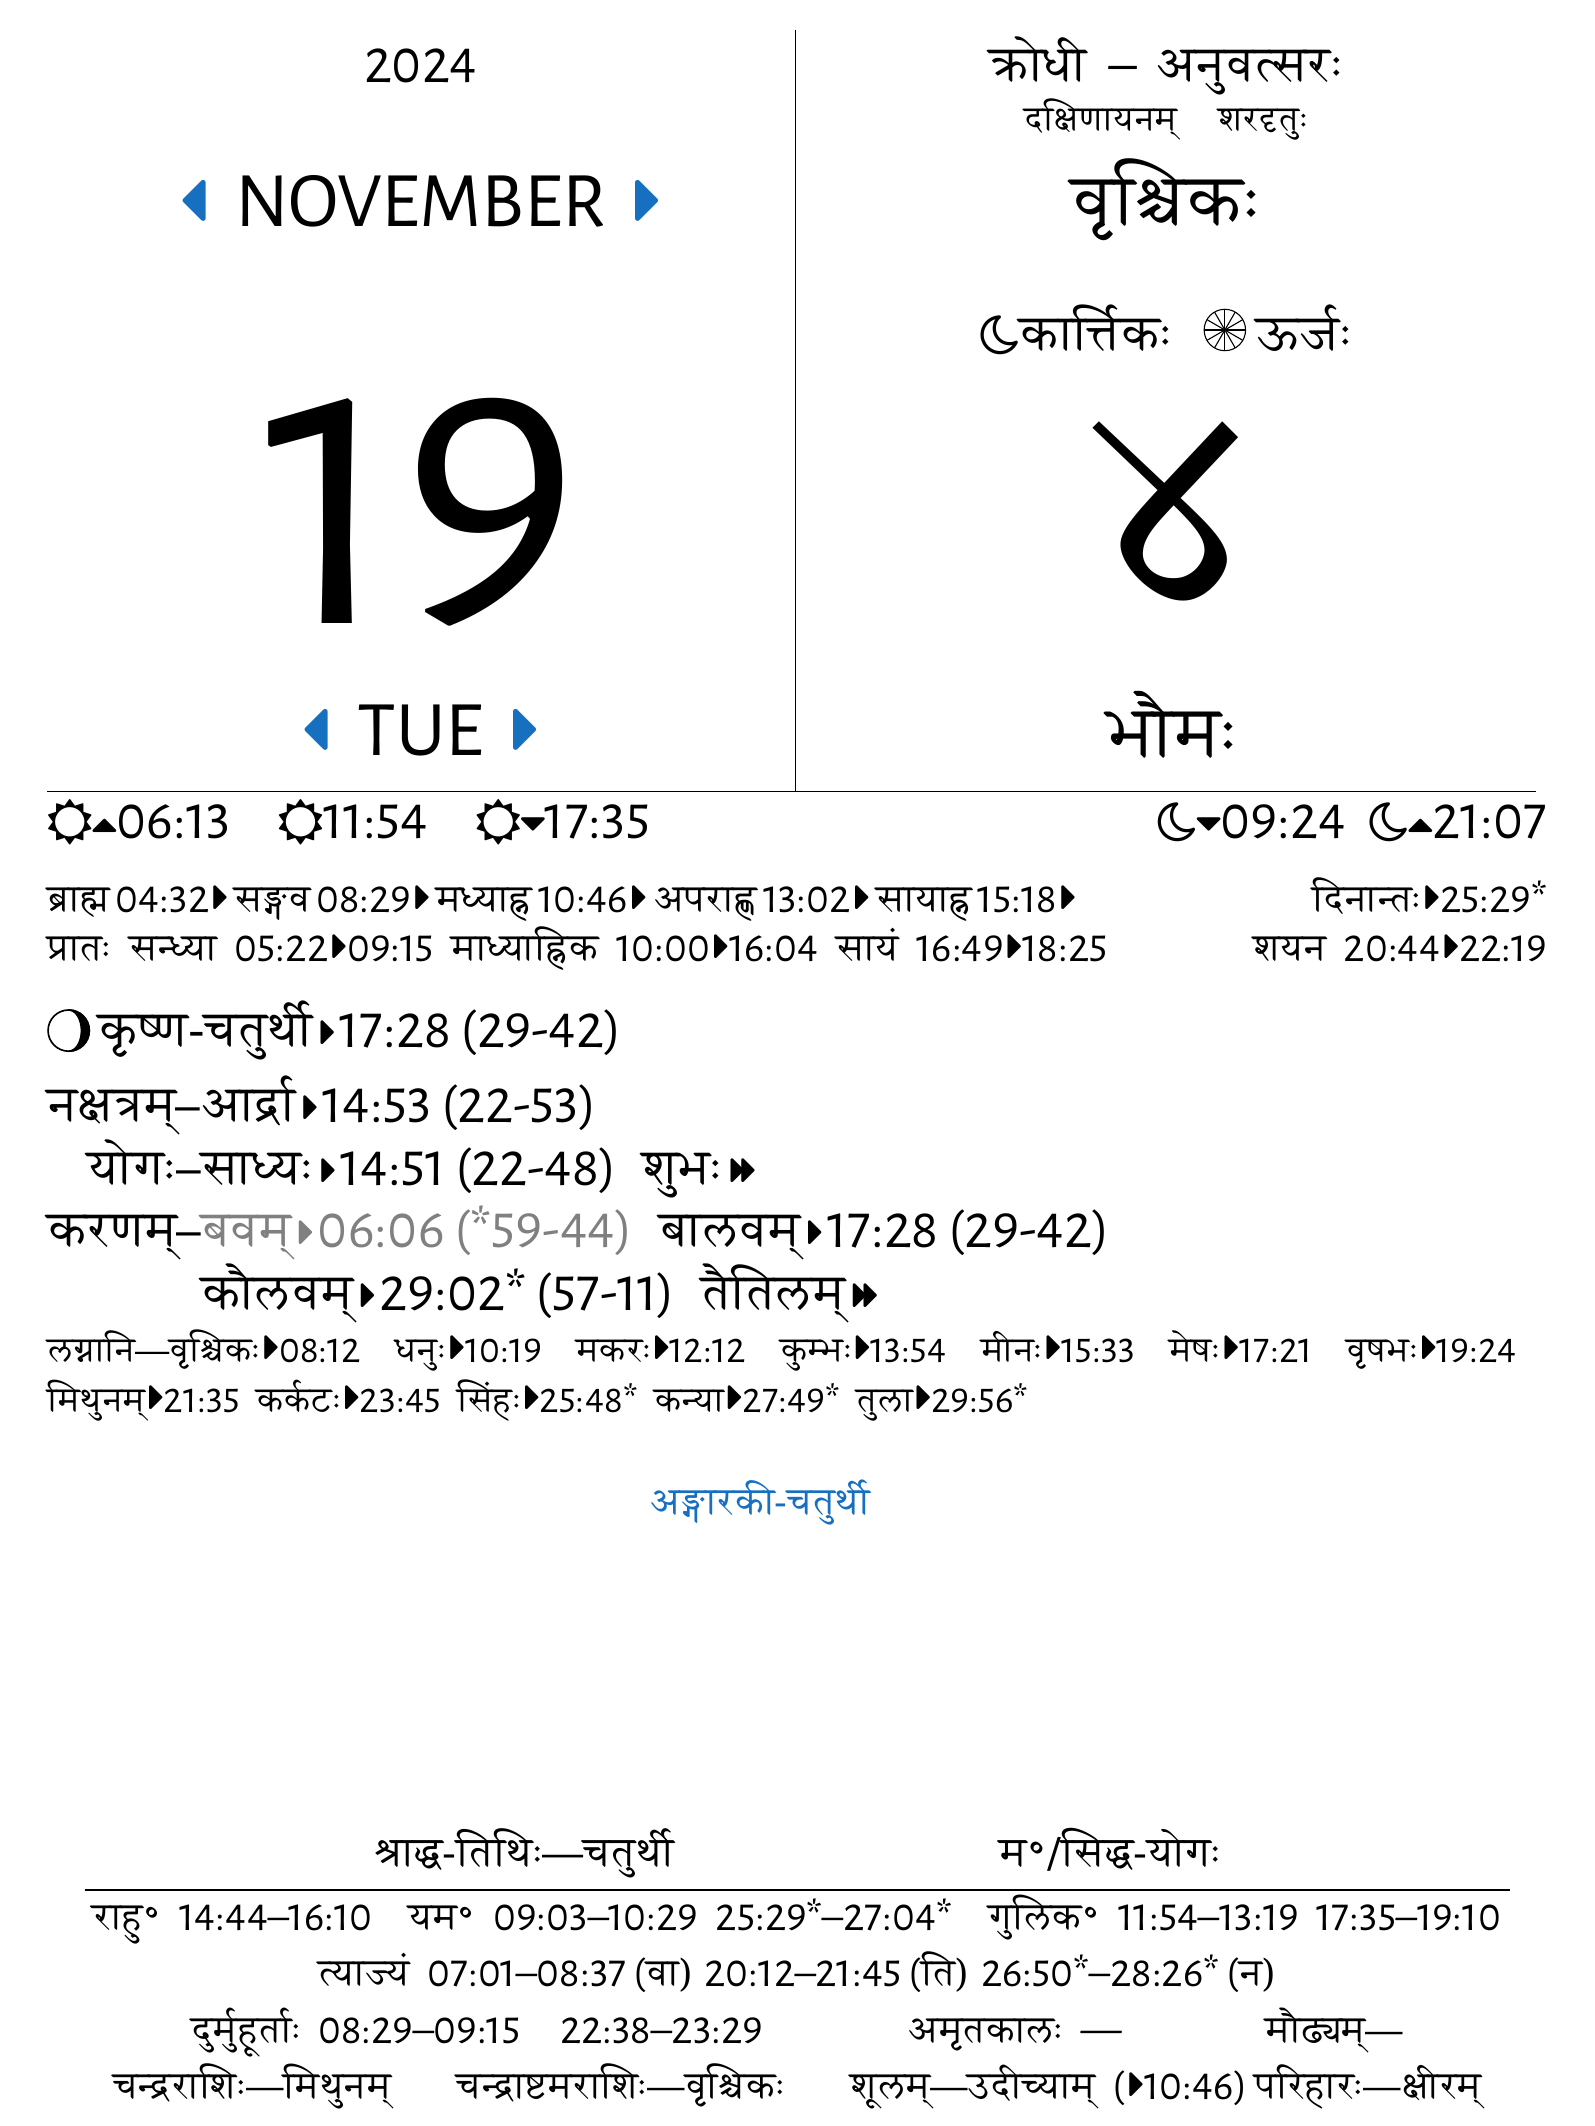 2024
NOVEMBER
19
TUE
क्रोधी – अनुवत्सरः
दक्षिणायनम् शरदृतुः
वृश्चिकः
कार्त्तिकः ऊर्जः
४
भौमः
06:13 11:54 17:35 09:24 21:07
ब्राह्म 04:32 सङ्गव 08:29 मध्याह्न 10:46 अपराह्ण 13:02 सायाह्न 15:18 दिनान्तः 25:29*
प्रातः सन्ध्या 05:22 09:15 माध्याह्निक 10:00 16:04 सायं 16:49 18:25 शयन 20:44 22:19
कृष्ण-चतुर्थी 17:28 (29-42)
नक्षत्रम्–आर्द्रा 14:53 (22-53)
योगः–साध्यः 14:51 (22-48) शुभः
करणम्–बवम् 06:06 (*59-44) बालवम् 17:28 (29-42)
कौलवम् 29:02* (57-11) तैतिलम्
लग्नानि—वृश्चिकः 08:12 धनुः 10:19 मकरः 12:12 कुम्भः 13:54 मीनः 15:33 मेषः 17:21 वृषभः 19:24
मिथुनम् 21:35 कर्कटः 23:45 सिंहः 25:48* कन्या 27:49* तुला 29:56*
अङ्गारकी-चतुर्थी
श्राद्ध-तिथिः—चतुर्थी म॰/सिद्ध-योगः
राहु॰ 14:44–16:10 यम॰ 09:03–10:29 25:29*–27:04* गुलिक॰ 11:54–13:19 17:35–19:10
त्याज्यं 07:01–08:37 (वा) 20:12–21:45 (ति) 26:50*–28:26* (न)
दुर्मुहूर्ताः 08:29–09:15 22:38–23:29 अमृतकालः — मौढ्यम्—
चन्द्रराशिः—मिथुनम् चन्द्राष्टमराशिः—वृश्चिकः शूलम्—उदीच्याम् (10:46) परिहारः—क्षीरम्